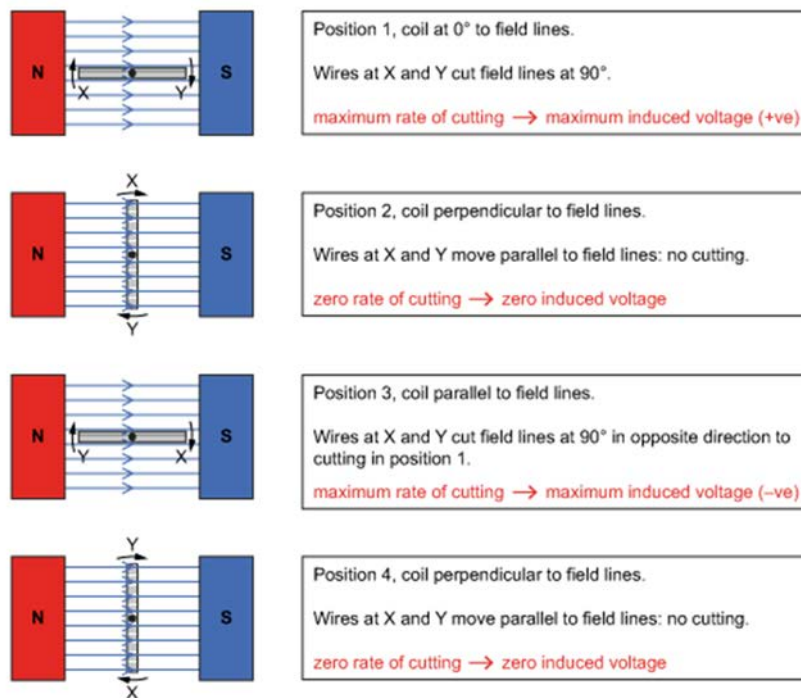 N
S
X
Y
Position 1, coil at 0° to field lines.
Wires at X and Y cut field lines at 90°.
maximum rate of cutting → maximum induced voltage (+ve)
X
N
S
Y
Position 2, coil perpendicular to field lines.
Wires at X and Y move parallel to field lines: no cutting.
zero rate of cutting → zero induced voltage
N
S
Y
X
Position 3, coil parallel to field lines.
Wires at X and Y cut field lines at 90° in opposite direction to
cutting in position 1.
maximum rate of cutting → maximum induced voltage (–ve)
Y
N
S
X
Position 4, coil perpendicular to field lines.
Wires at X and Y move parallel to field lines: no cutting.
zero rate of cutting → zero induced voltage